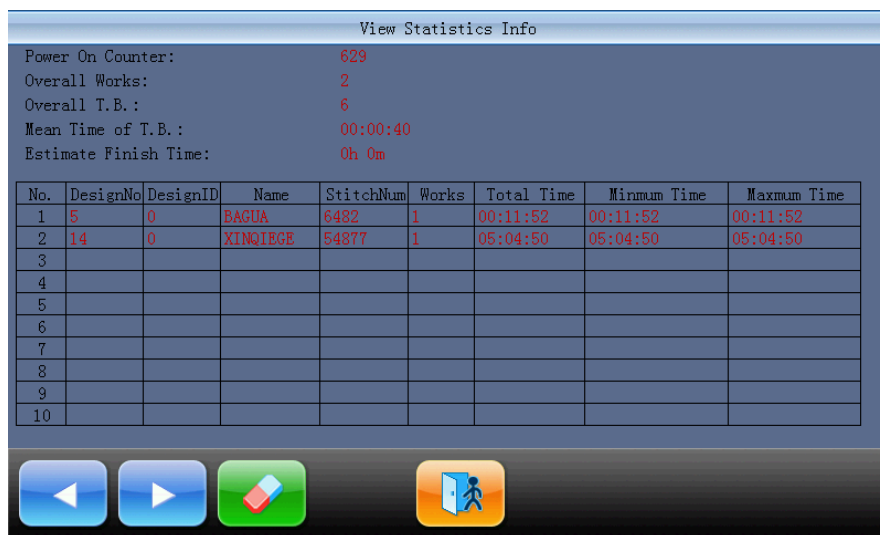 View Statistics Info
Power On Counter: 629
Overall Works: 2
Overall T.B.: 6
Mean Time of T.B.: 00:00:40
Estimate Finish Time: 0h 0m
No. DesignNo DesignID Name StitchNum Works Total Time Minmum Time Maxmum Time
1 5 0 BAGUA 6482 1 00:11:52 00:11:52 00:11:52
2 14 0 XINQIEGE 54877 1 05:04:50 05:04:50 05:04:50
3
4
5
6
7
8
9
10